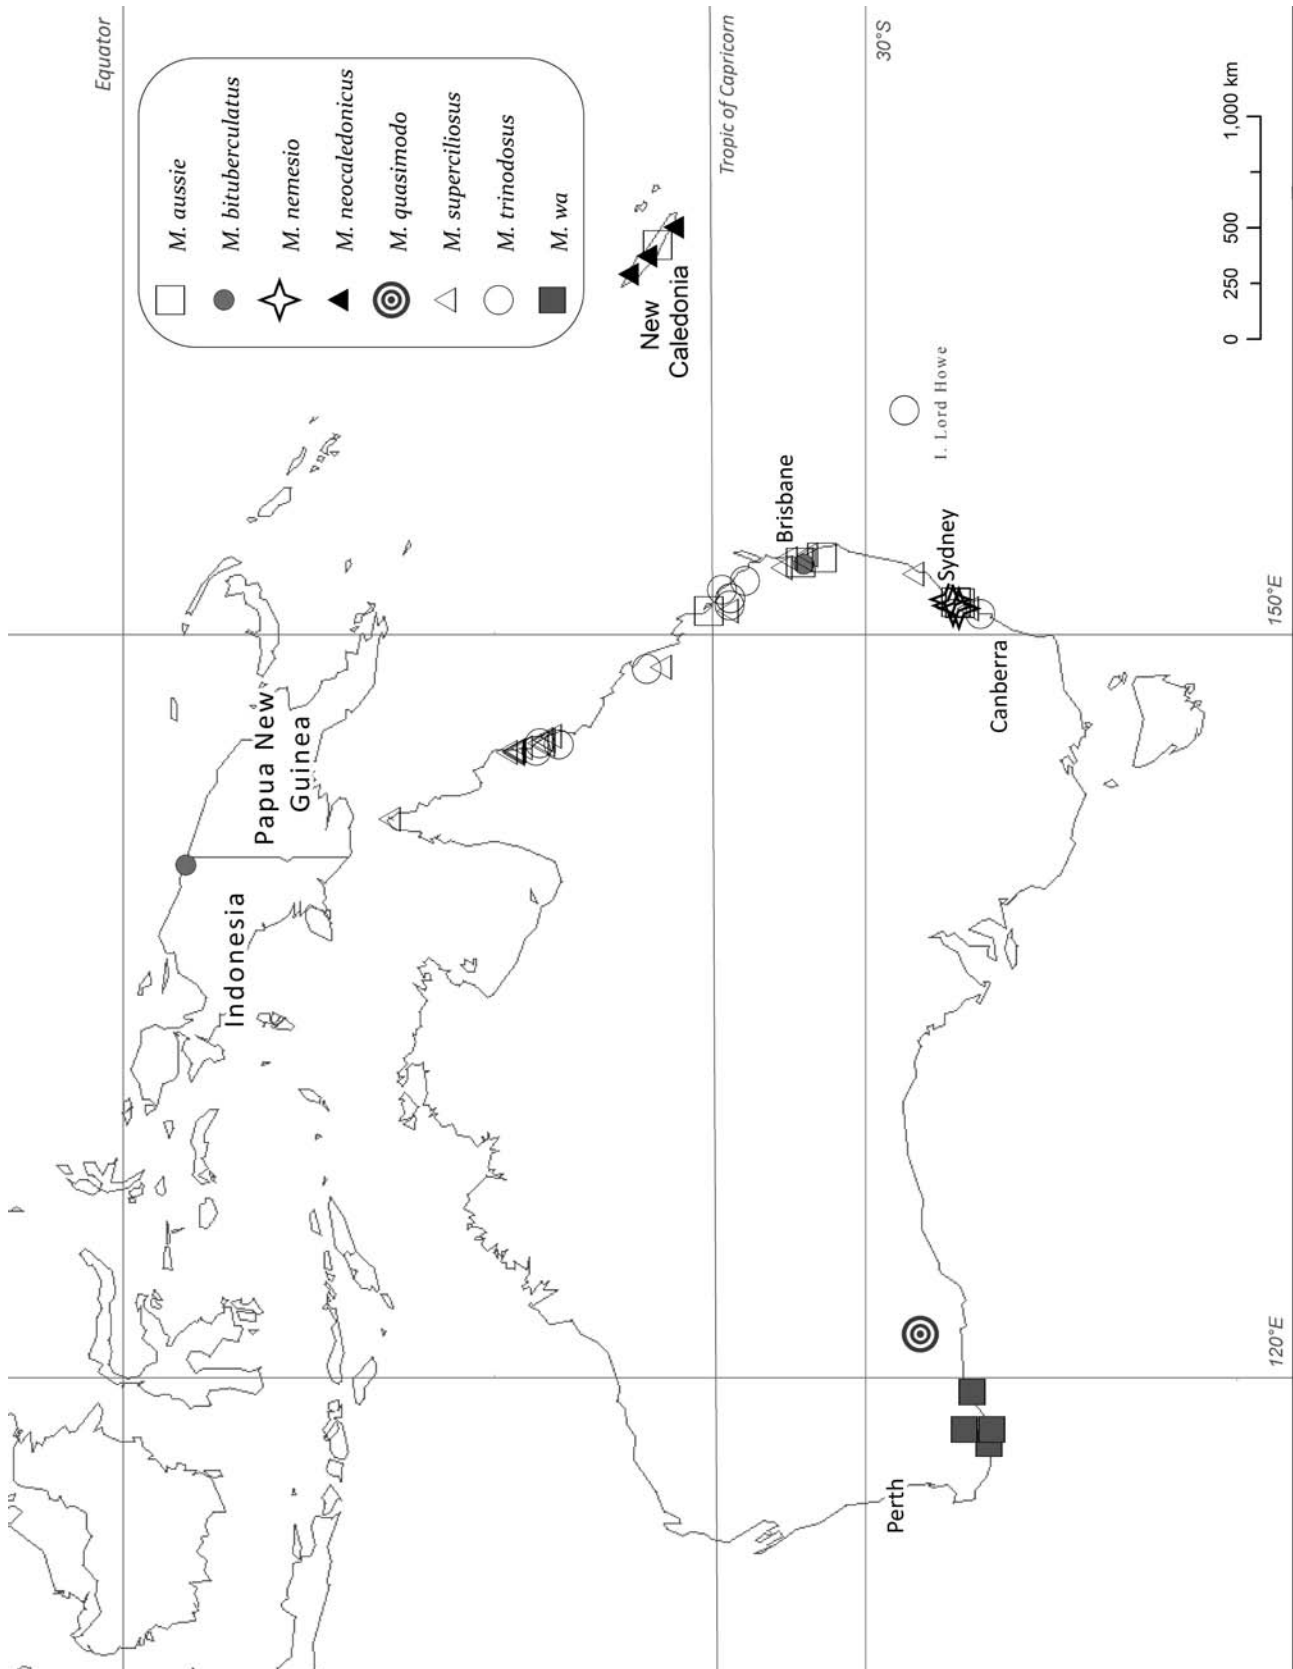 Equator
M. aussie
M. bituberculatus
M. nemesio
M. neocaledonicus
M. quasimodo
M. superciliosus
M. trinodosus
M. wa
Indonesia
Papua New
Guinea
New
Caledonia
Tropic of Capricorn
Brisbane
Perth
30°S
I. Lord Howe
Sydney
Canberra
0 250 500 1,000 km
120°E
150°E